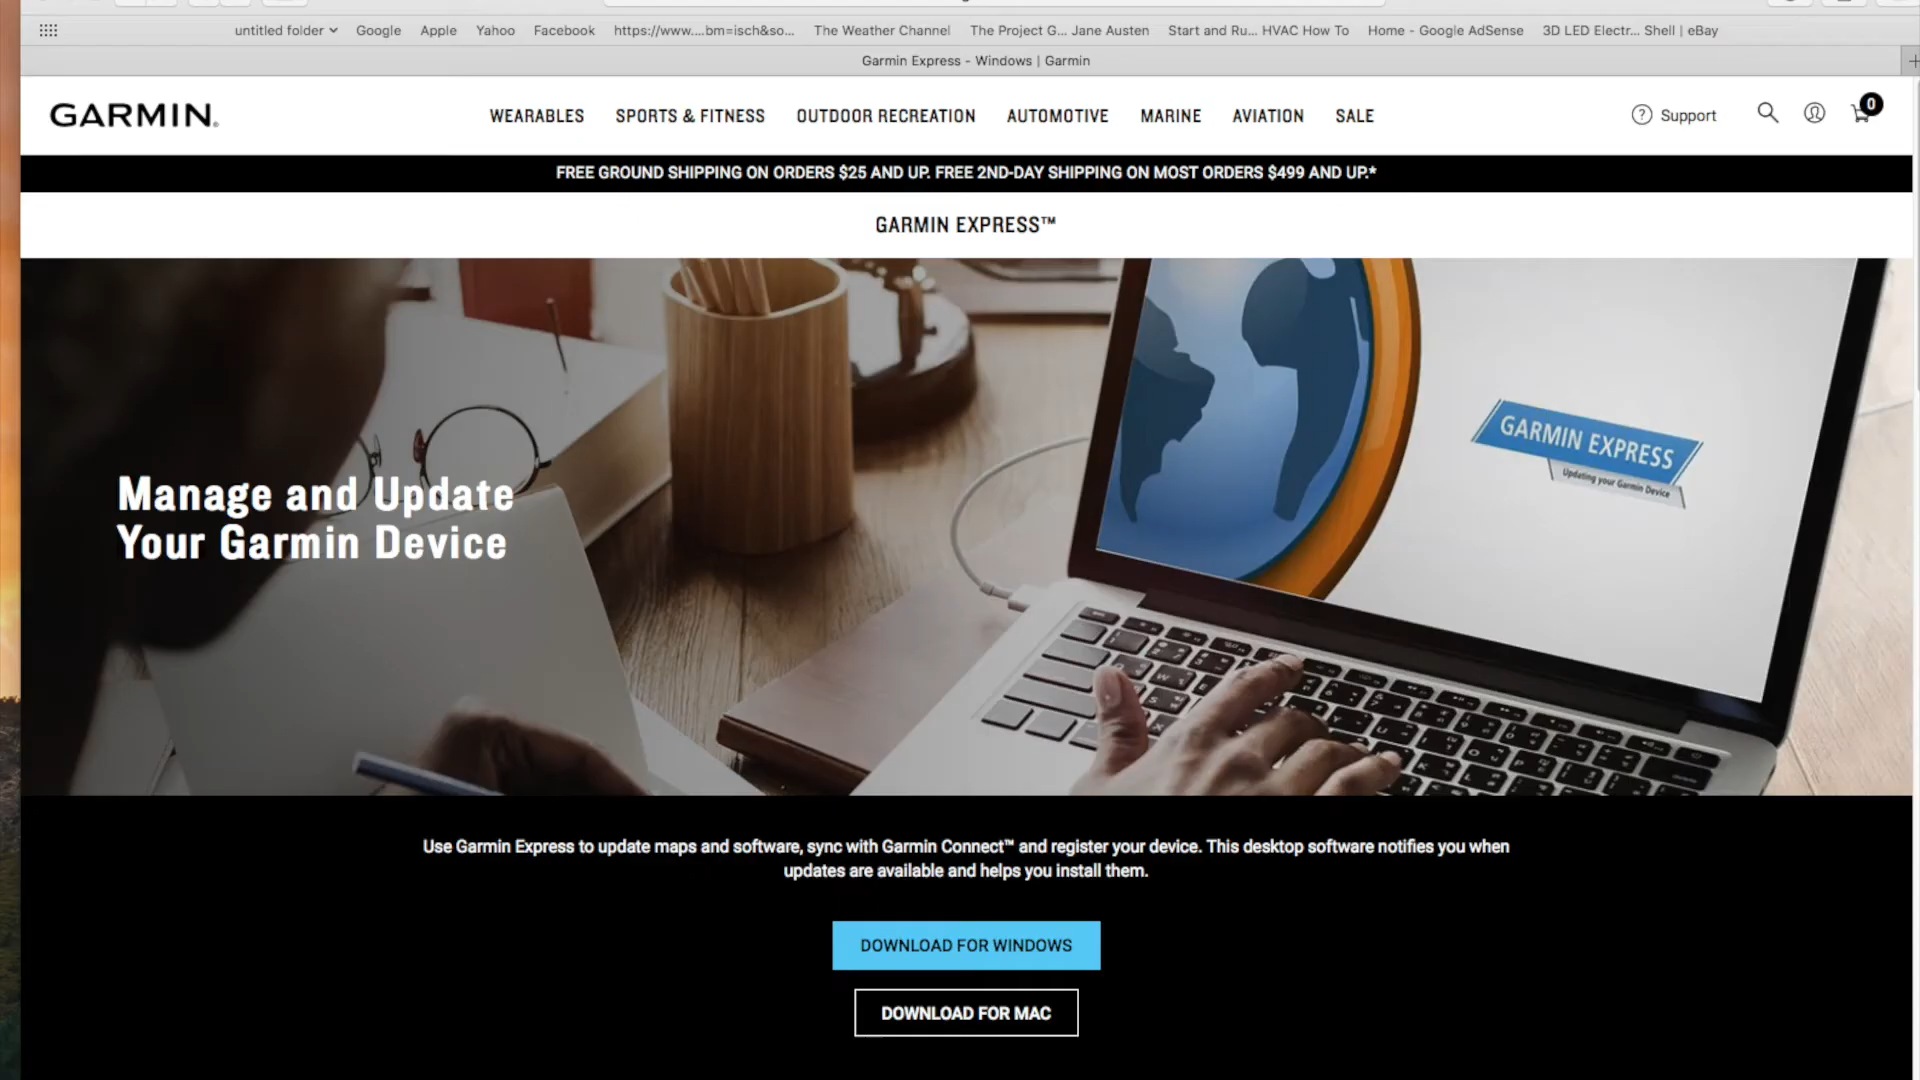 untitled folder Google Apple Yahoo Facebook https://www....bm=isch&so... The Weather Channel The Project G... Jane Austen Start and Ru... HVAC How To Home - Google AdSense 3D LED Electr... Shell | eBay
Garmin Express - Windows | Garmin
GARMIN. WEARABLES SPORTS & FITNESS OUTDOOR RECREATION AUTOMOTIVE MARINE AVIATION SALE ? Support 0
FREE GROUND SHIPPING ON ORDERS $25 AND UP. FREE 2ND-DAY SHIPPING ON MOST ORDERS $499 AND UP.*
GARMIN EXPRESS™
GARMIN EXPRESS
Updating your Garmin Device
Manage and Update
Your Garmin Device
Use Garmin Express to update maps and software, sync with Garmin Connect™ and register your device. This desktop software notifies you when
updates are available and helps you install them.
DOWNLOAD FOR WINDOWS
DOWNLOAD FOR MAC